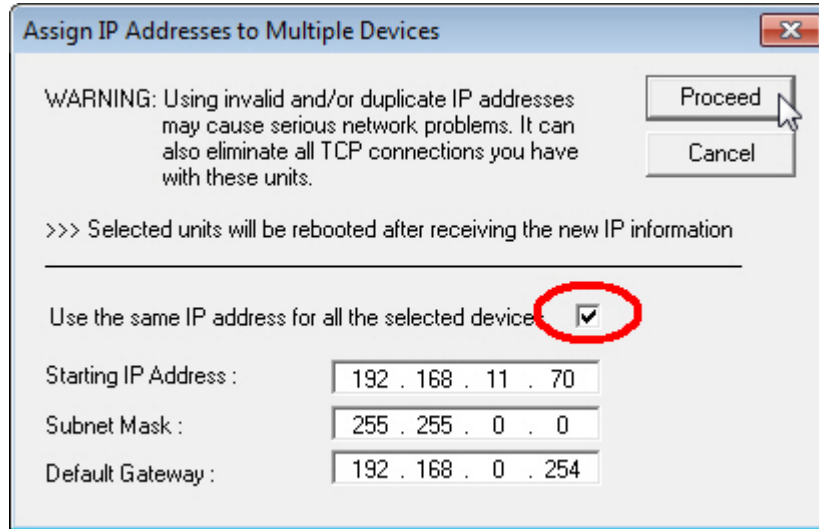 Assign IP Addresses to Multiple Devices
WARNING: Using invalid and/or duplicate IP addresses
may cause serious network problems. It can
also eliminate all TCP connections you have
with these units.
Proceed
Cancel
>>> Selected units will be rebooted after receiving the new IP information
Use the same IP address for all the selected device
Starting IP Address : 192 . 168 . 11 . 70
Subnet Mask : 255 . 255 . 0 . 0
Default Gateway : 192 . 168 . 0 . 254